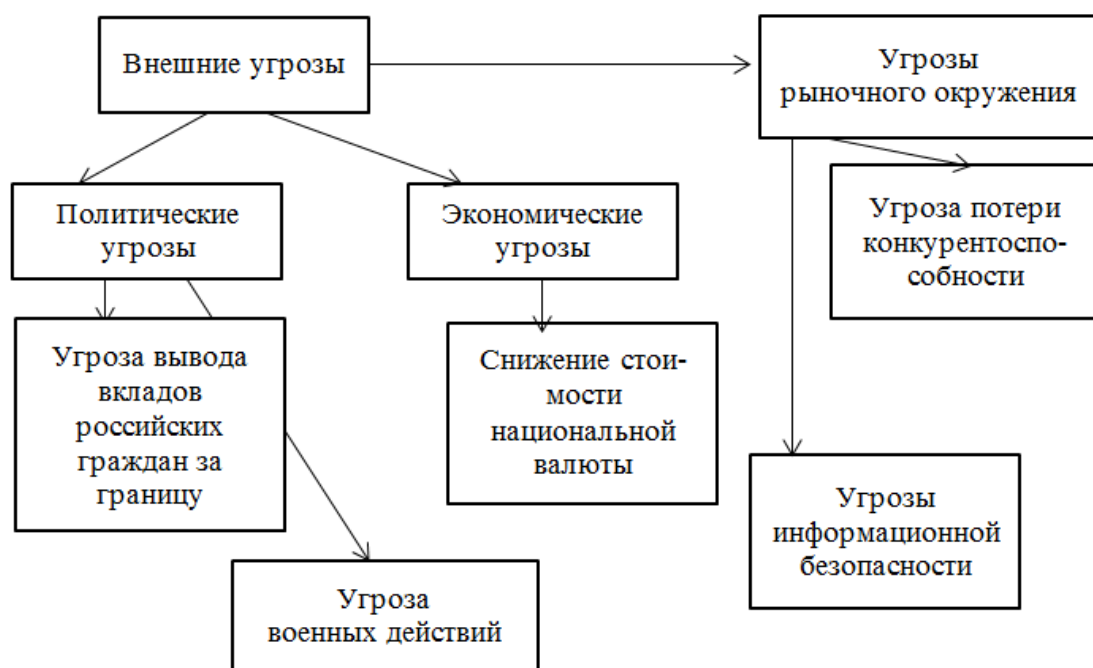 Внешние угрозы
Угрозы
рыночного окружения
Политические
угрозы
Экономические
угрозы
Угроза потери
конкурентоспо-
собности
Угроза вывода
вкладов
российских
граждан за
границу
Снижение стои-
мости
национальной
валюты
Угрозы
информационной
безопасности
Угроза
военных действий